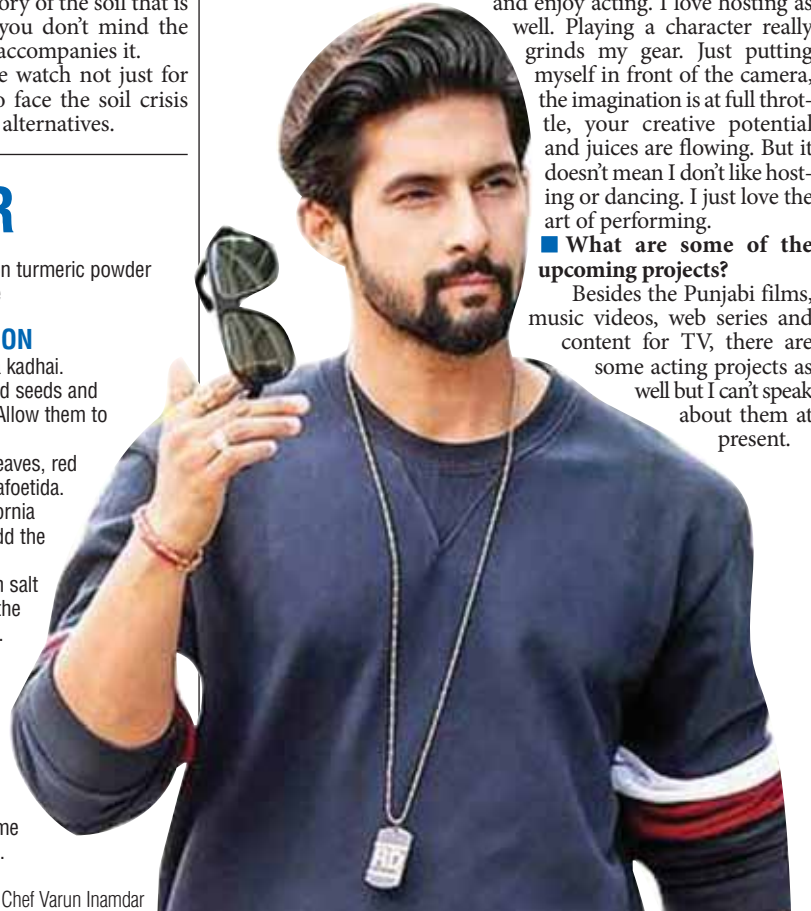 ory of the soil that is
you don't mind the
accompanies it.
e watch not just for
o face the soil crisis
alternatives.
R
n turmeric powder
ON
kadhai.
d seeds and
Allow them to
eaves, red
afoetida.
ornia
dd the
n salt
the
me
Chef Varun Inamdar
and enjoy acting. I love hosting as
well. Playing a character really
grinds my gear. Just putting
myself in front of the camera,
the imagination is at full throt-
tle, your creative potential
and juices are flowing. But it
doesn't mean I don't like host-
ing or dancing. I just love the
art of performing.
■ What are some of the
upcoming projects?
Besides the Punjabi films,
music videos, web series and
content for TV, there are
some acting projects as
well but I can't speak
about them at
present.